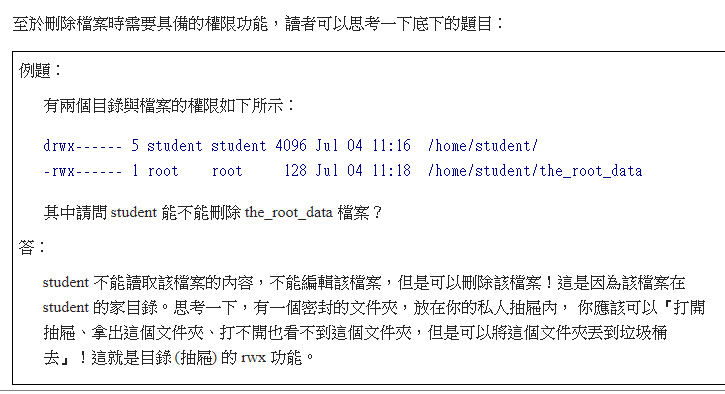 至於刪除檔案時需要具備的權限功能，讀者可以思考一下底下的題目：
例題：
有兩個目錄與檔案的權限如下所示：
drwx------ 5 student student 4096 Jul 04 11:16  /home/student/
-rwx------ 1 root    root     128 Jul 04 11:18  /home/student/the_root_data
其中請問 student 能不能刪除 the_root_data 檔案？
答：
student 不能讀取該檔案的內容，不能編輯該檔案，但是可以刪除該檔案！這是因為該檔案在
student 的家目錄。思考一下，有一個密封的文件夾，放在你的私人抽屜內， 你應該可以『打開
抽屜、拿出這個文件夾、打不開也看不到這個文件夾，但是可以將這個文件夾丟到垃圾桶
去』！這就是目錄 (抽屜) 的 rwx 功能。